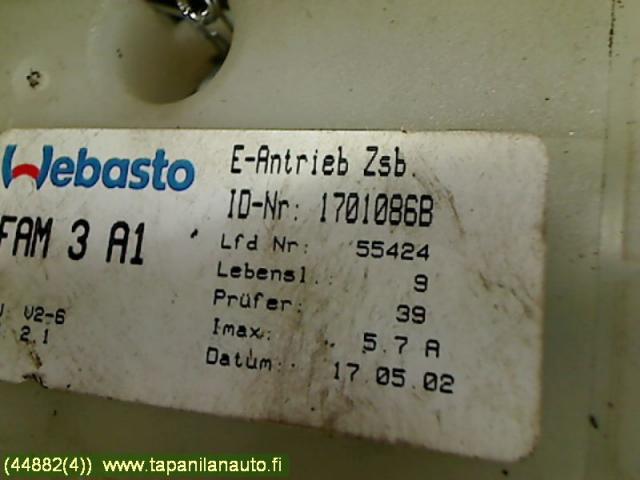 Webasto
E-Antrieb Zsb.
ID-Nr: 1701086B
FAM 3 A1
Lfd Nr: 55424
Lebensl.: 9
Prüfer: 39
V2-6
Imax: 5.7 A
2.1
Datum: 17.05.02
(44882(4)) www.tapanilanauto.fi